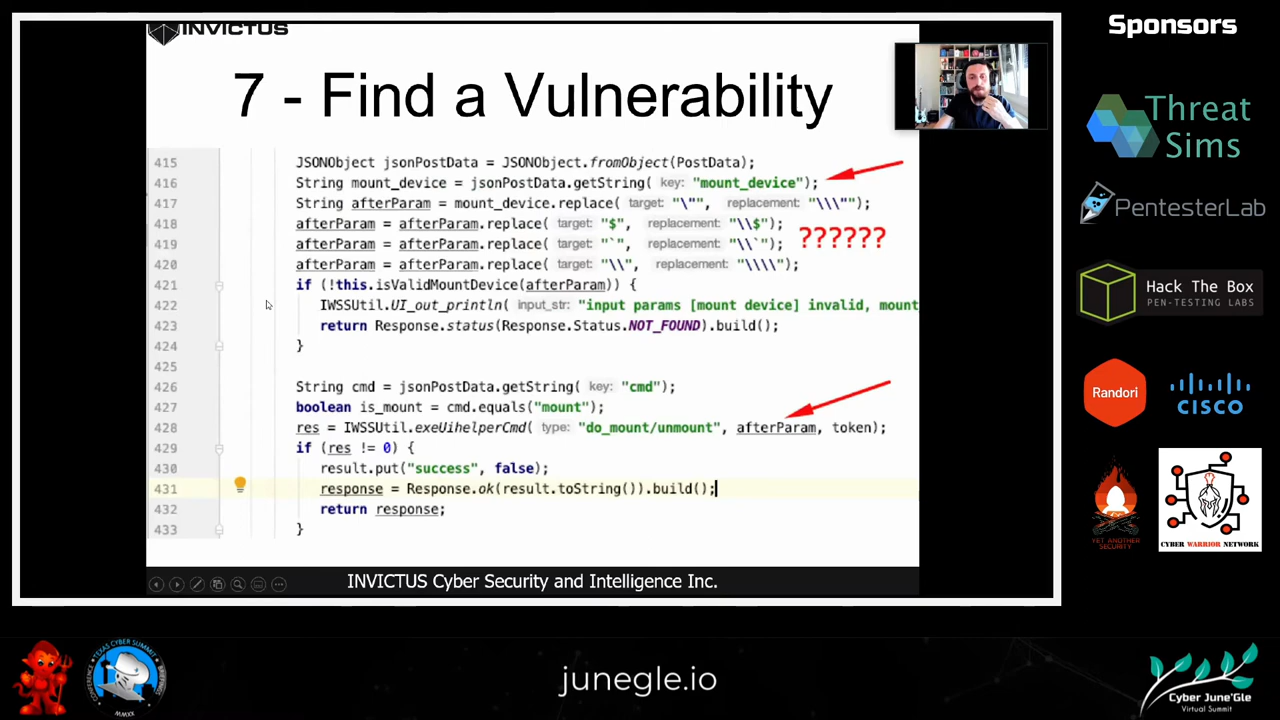 INVICTUS
7 - Find a Vulnerability
415 JSONObject jsonPostData = JSONObject.fromObject(PostData);
416 String mount_device = jsonPostData.getString( key: "mount_device");
417 String afterParam = mount_device.replace( target: "\"", replacement: "\\\"");
418 afterParam = afterParam.replace( target: "$", replacement: "\\$");
419 afterParam = afterParam.replace( target: "`", replacement: "\\`");
??????
420 afterParam = afterParam.replace( target: "\\", replacement: "\\\\");
421 if (!this.isValidMountDevice(afterParam)) {
422 IWSSUtil.UI_out_println( input_str: "input params [mount device] invalid, mount
423 return Response.status(Response.Status.NOT_FOUND).build();
424 }
425
426 String cmd = jsonPostData.getString( key: "cmd");
427 boolean is_mount = cmd.equals("mount");
428 res = IWSSUtil.exeUihelperCmd( type: "do_mount/unmount", afterParam, token);
429 if (res != 0) {
430 result.put("success", false);
431 response = Response.ok(result.toString()).build();
432 return response;
433 }
INVICTUS Cyber Security and Intelligence Inc.
Sponsors
Threat
Sims
PentesterLab
Hack The Box
PEN-TESTING LABS
Randori
CISCO
YET ANOTHER
SECURITY
CYBER WARRIOR NETWORK
TEXAS CYBER SUMMIT
CONFERENCE
BRIEFINGS
MMXX
junegle.io
Cyber June'Gle
Virtual Summit